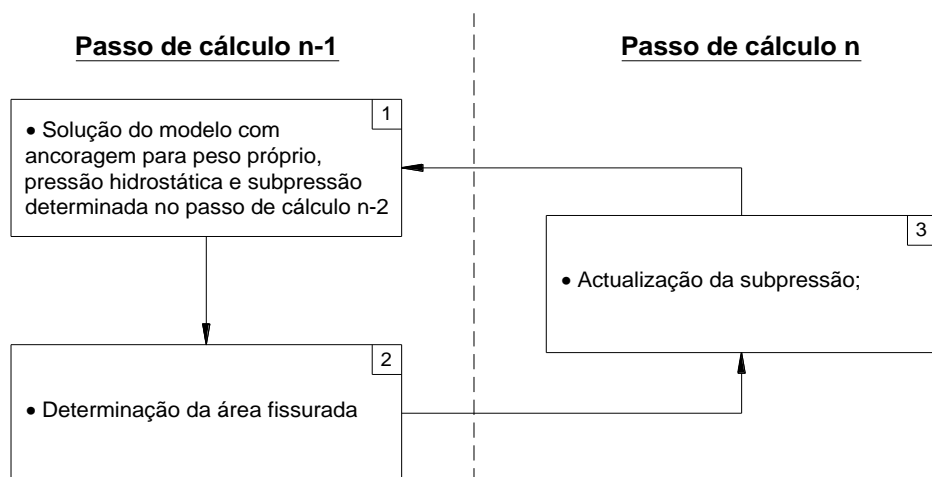 Passo de cálculo n-1
Passo de cálculo n
1
• Solução do modelo com
ancoragem para peso próprio,
pressão hidrostática e subpressão
determinada no passo de cálculo n-2
3
• Actualização da subpressão;
2
• Determinação da área fissurada